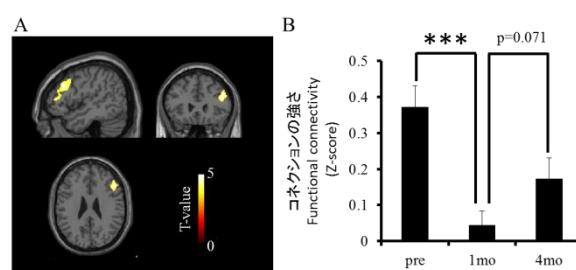 A
T-value
5
0
B
コネクションの強さ
Functional connectivity
(Z-score)
0.5
0.4
0.3
0.2
0.1
0
*** p=0.071
pre 1mo 4mo